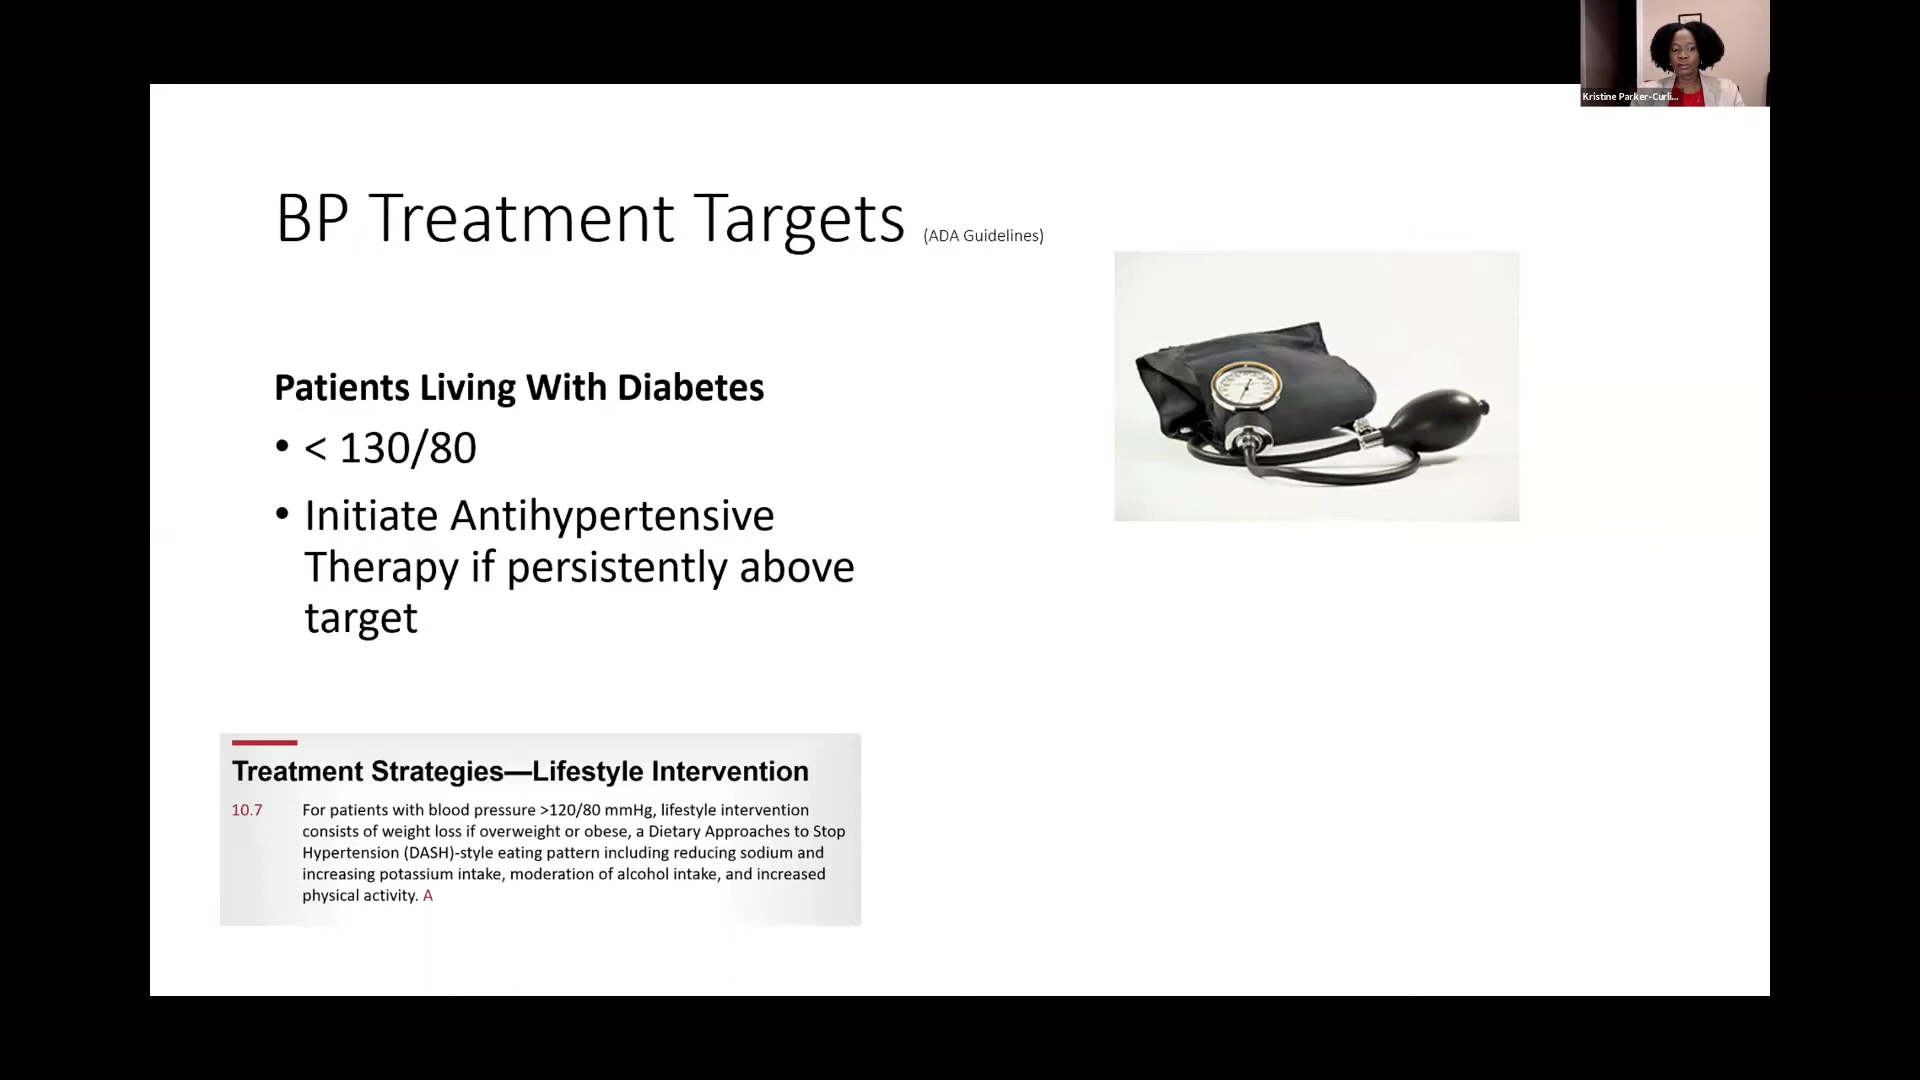 Kristine Parker-Curli...
BP Treatment Targets (ADA Guidelines)
Patients Living With Diabetes
• < 130/80
• Initiate Antihypertensive
Therapy if persistently above
target
Treatment Strategies—Lifestyle Intervention
10.7 For patients with blood pressure >120/80 mmHg, lifestyle intervention
consists of weight loss if overweight or obese, a Dietary Approaches to Stop
Hypertension (DASH)-style eating pattern including reducing sodium and
increasing potassium intake, moderation of alcohol intake, and increased
physical activity. A